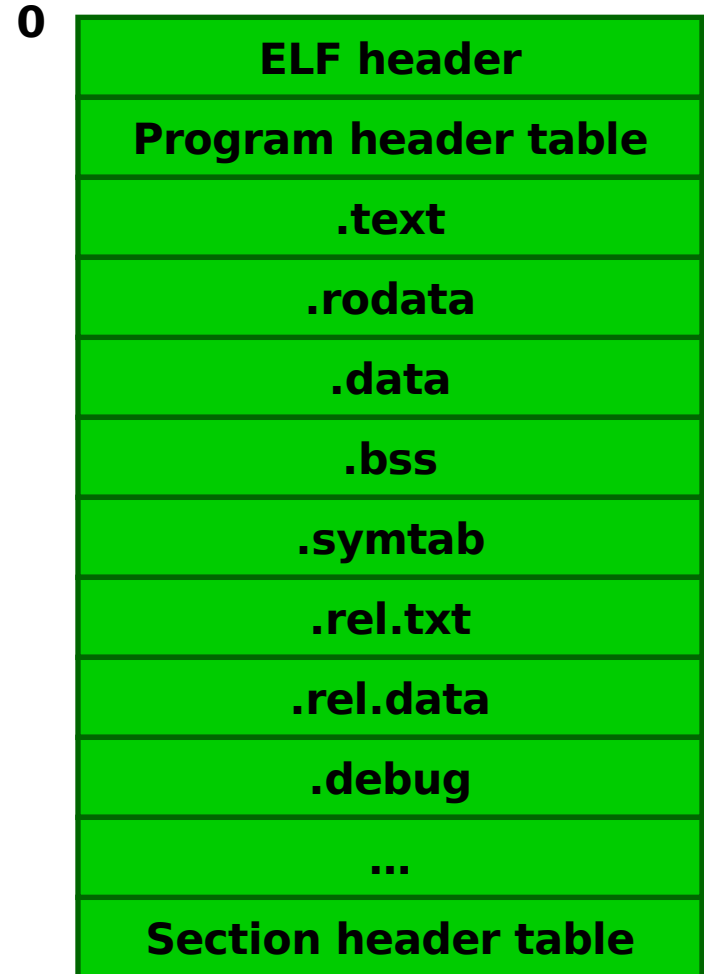 0
ELF header
Program header table
.text
.rodata
.data
.bss
.symtab
.rel.txt
.rel.data
.debug
...
Section header table